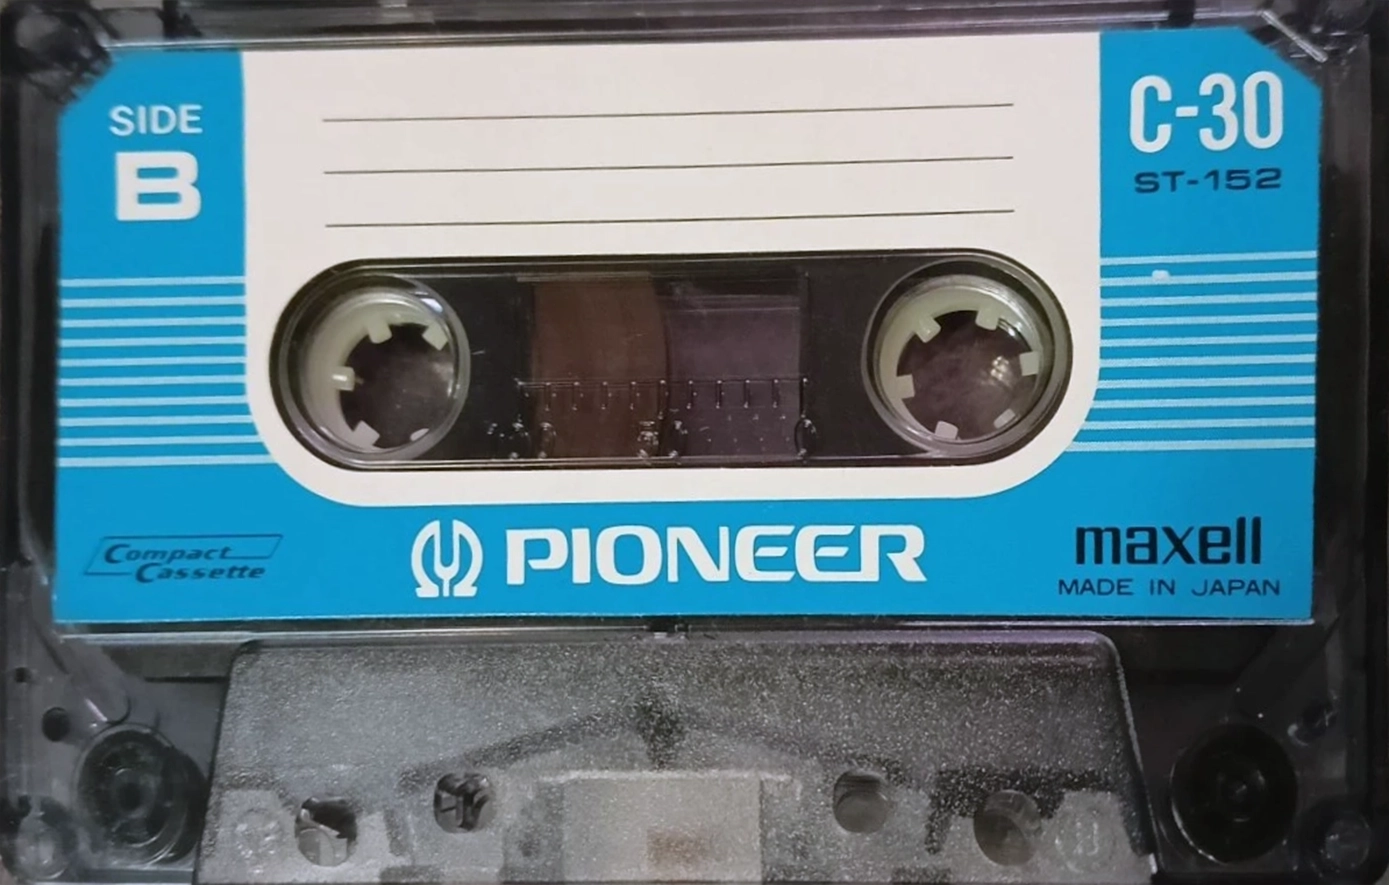 SIDE
B
C-30
ST-152
Compact
Cassette
PIONEER
maxell
MADE IN JAPAN